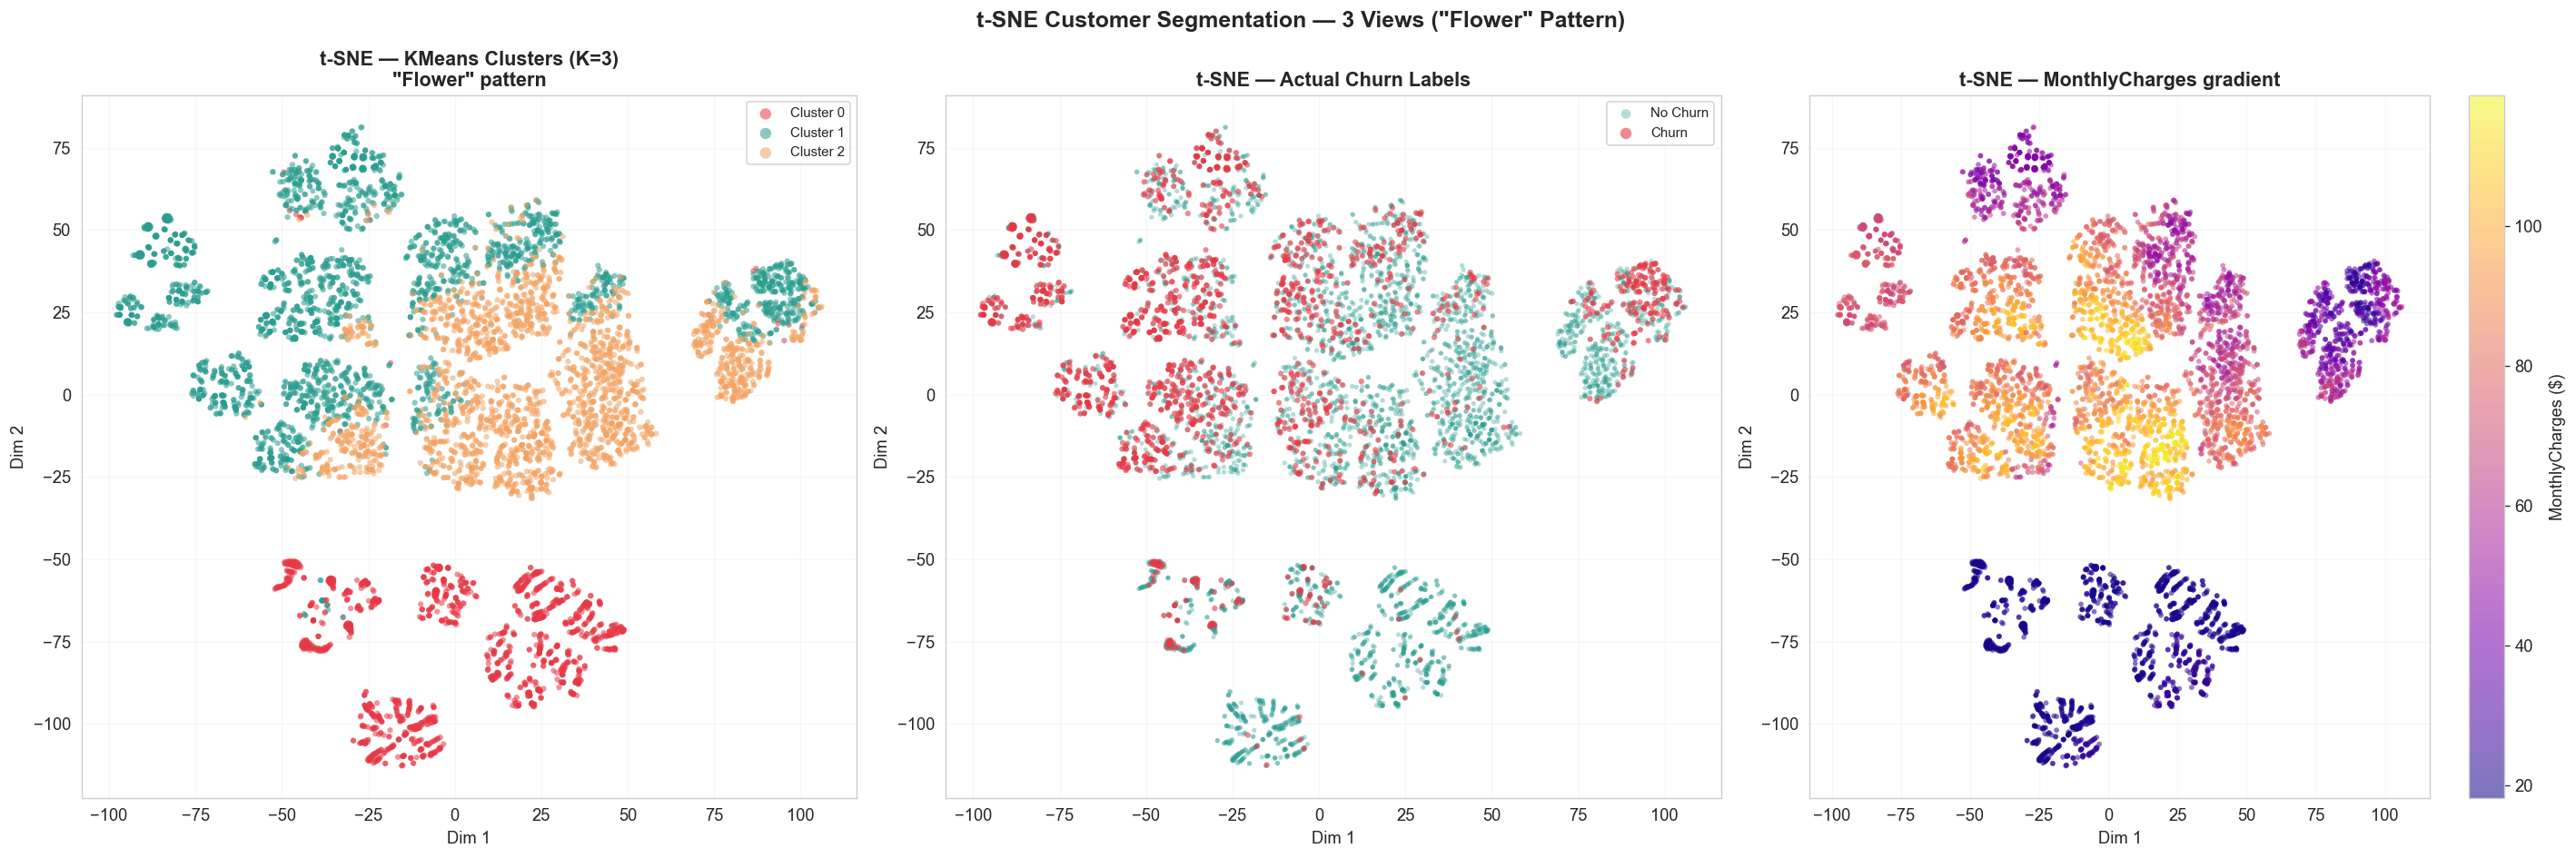 t-SNE Customer Segmentation — 3 Views ("Flower" Pattern)
t-SNE — KMeans Clusters (K=3)
"Flower" pattern
Cluster 0
Cluster 1
Cluster 2
75
50
25
0
−25
−50
−75
−100
Dim 2
−100 −75 −50 −25 0 25 50 75 100
Dim 1
t-SNE — Actual Churn Labels
No Churn
Churn
75
50
25
0
−25
−50
−75
−100
Dim 2
−100 −75 −50 −25 0 25 50 75 100
Dim 1
t-SNE — MonthlyCharges gradient
75
50
25
0
−25
−50
−75
−100
Dim 2
−100 −75 −50 −25 0 25 50 75 100
Dim 1
100
80
60
40
20
MonthlyCharges ($)